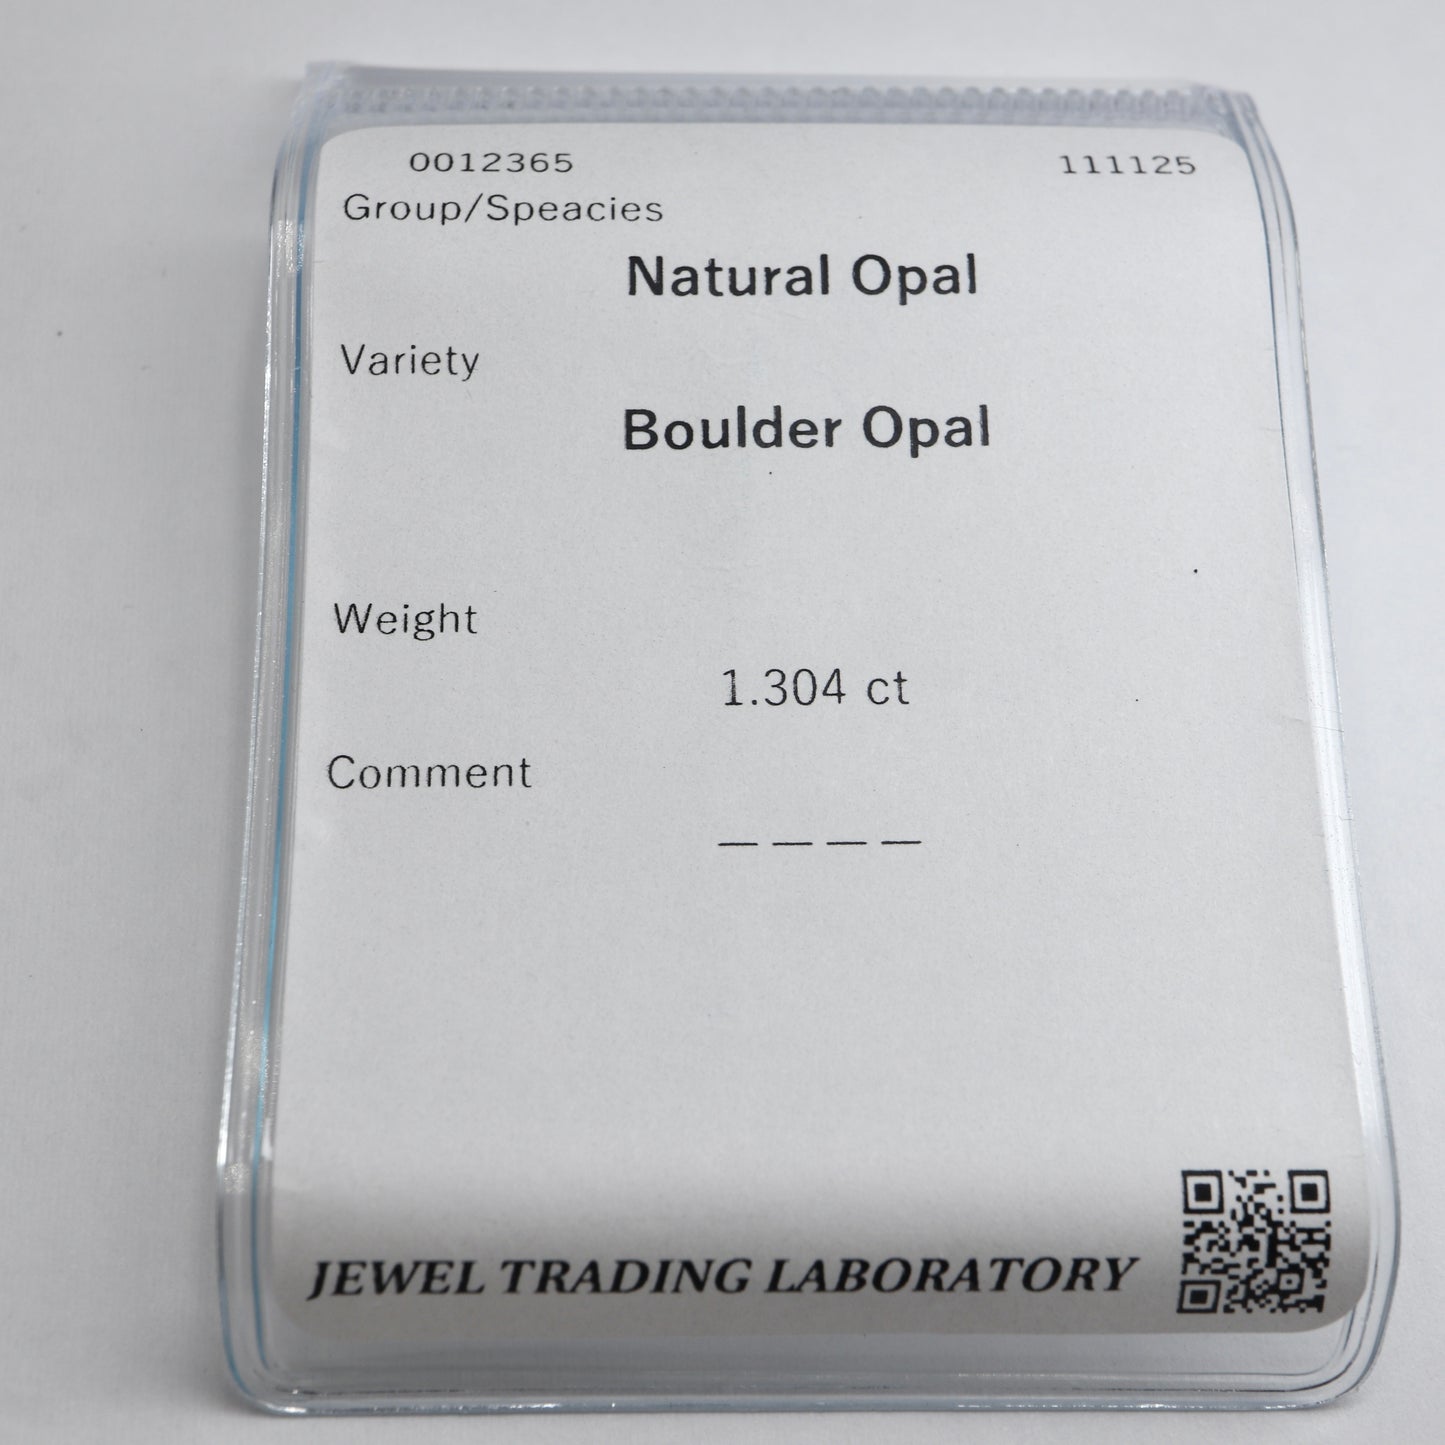 0012365 111125
Group/Speacies
Natural Opal
Variety
Boulder Opal
Weight
1.304 ct
Comment
————
JEWEL TRADING LABORATORY